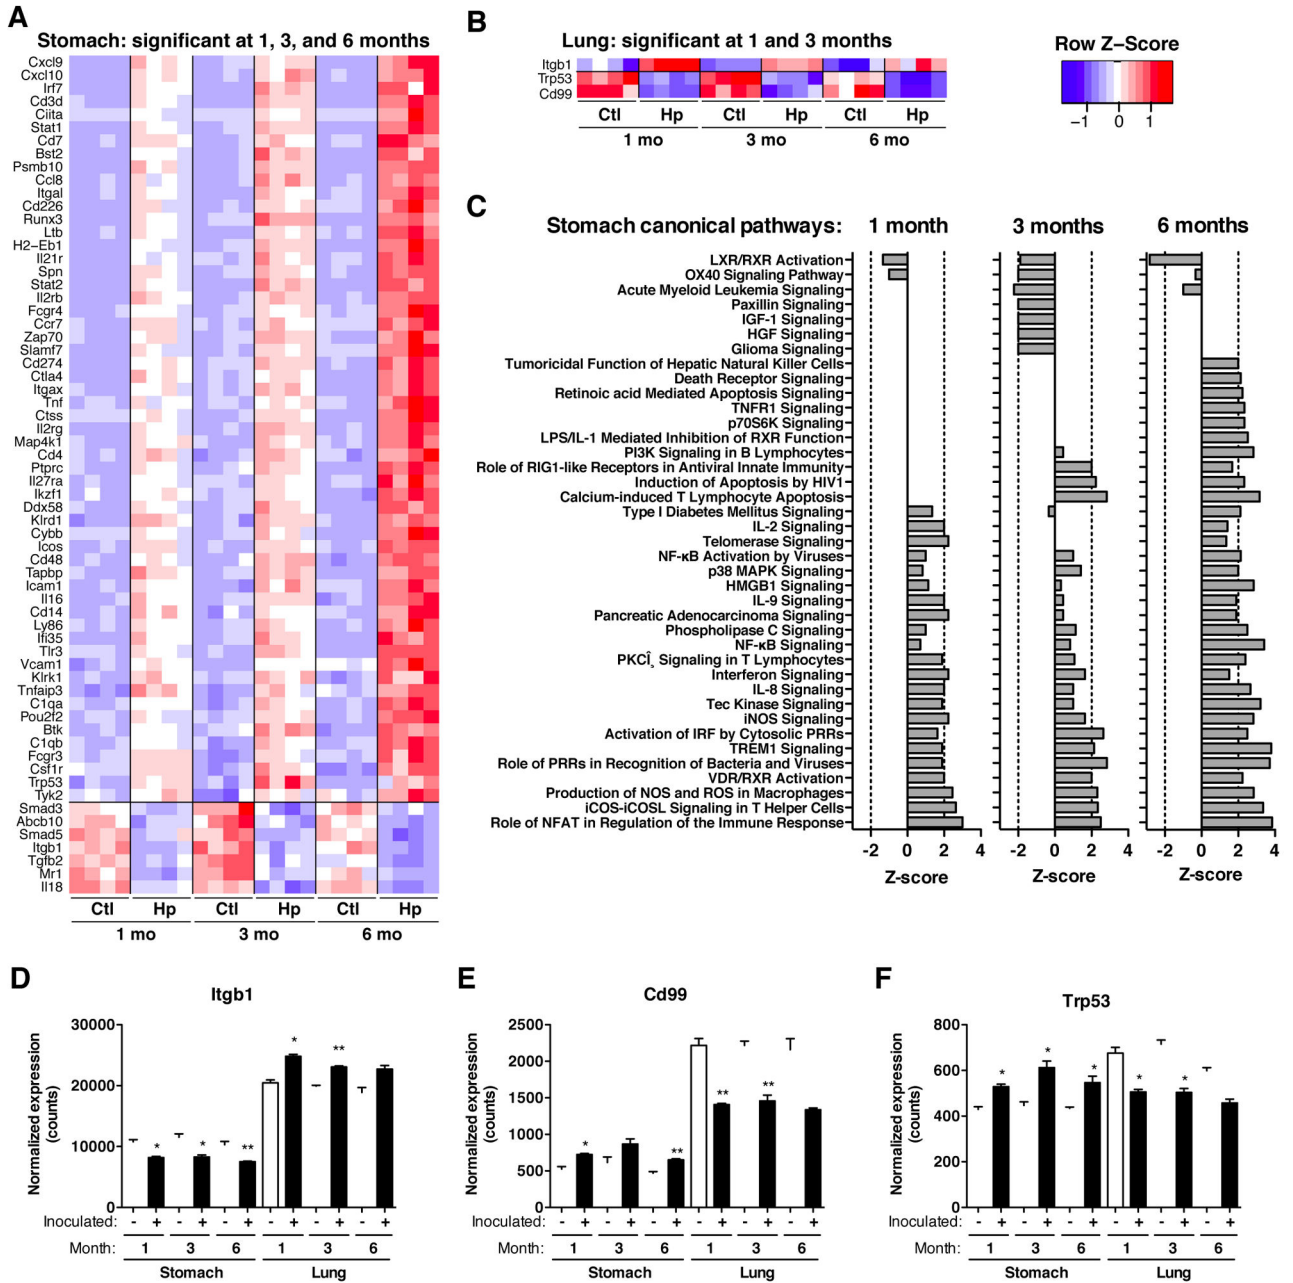 A
Stomach: significant at 1, 3, and 6 months
Cxcl9
Cxcl10
Irf7
Cd3d
Ciita
Stat1
Cd7
Bst2
Psmb10
Ccl8
Itgal
Cd226
Runx3
Ltb
H2−Eb1
Il21r
Spn
Stat2
Il2rb
Fcgr4
Ccr7
Zap70
Slamf7
Cd274
Ctla4
Itgax
Tnf
Ctss
Il2rg
Map4k1
Cd4
Ptprc
Il27ra
Ikzf1
Ddx58
Klrd1
Cybb
Icos
Cd48
Tapbp
Icam1
Il16
Cd14
Ly86
Ifi35
Tlr3
Vcam1
Klrk1
Tnfaip3
C1qa
Pou2f2
Btk
C1qb
Fcgr3
Csf1r
Trp53
Tyk2
Smad3
Abcb10
Smad5
Itgb1
Tgfb2
Mr1
Il18
Ctl Hp Ctl Hp Ctl Hp
1 mo 3 mo 6 mo
B
Lung: significant at 1 and 3 months
Itgb1
Trp53
Cd99
Ctl Hp Ctl Hp Ctl Hp
1 mo 3 mo 6 mo
Row Z−Score
−1 0 1
C
Stomach canonical pathways: 1 month 3 months 6 months
LXR/RXR Activation
OX40 Signaling Pathway
Acute Myeloid Leukemia Signaling
Paxillin Signaling
IGF-1 Signaling
HGF Signaling
Glioma Signaling
Tumoricidal Function of Hepatic Natural Killer Cells
Death Receptor Signaling
Retinoic acid Mediated Apoptosis Signaling
TNFR1 Signaling
p70S6K Signaling
LPS/IL-1 Mediated Inhibition of RXR Function
PI3K Signaling in B Lymphocytes
Role of RIG1-like Receptors in Antiviral Innate Immunity
Induction of Apoptosis by HIV1
Calcium-induced T Lymphocyte Apoptosis
Type I Diabetes Mellitus Signaling
IL-2 Signaling
Telomerase Signaling
NF-κB Activation by Viruses
p38 MAPK Signaling
HMGB1 Signaling
IL-9 Signaling
Pancreatic Adenocarcinoma Signaling
Phospholipase C Signaling
NF-κB Signaling
PKCÎ¸ Signaling in T Lymphocytes
Interferon Signaling
IL-8 Signaling
Tec Kinase Signaling
iNOS Signaling
Activation of IRF by Cytosolic PRRs
TREM1 Signaling
Role of PRRs in Recognition of Bacteria and Viruses
VDR/RXR Activation
Production of NOS and ROS in Macrophages
iCOS-iCOSL Signaling in T Helper Cells
Role of NFAT in Regulation of the Immune Response
-2 0 2 4 -2 0 2 4 -2 0 2 4
Z-score Z-score Z-score
D
Itgb1
Normalized expression
(counts)
30000
20000
10000
0
* * ** * **
Inoculated: - + - + - + - + - + - +
Month: 1 3 6 1 3 6
Stomach Lung
E
Cd99
Normalized expression
(counts)
2500
2000
1500
1000
500
0
* ** ** **
Inoculated: - + - + - + - + - + - +
Month: 1 3 6 1 3 6
Stomach Lung
F
Trp53
Normalized expression
(counts)
800
600
400
200
0
* * * * *
Inoculated: - + - + - + - + - + - +
Month: 1 3 6 1 3 6
Stomach Lung